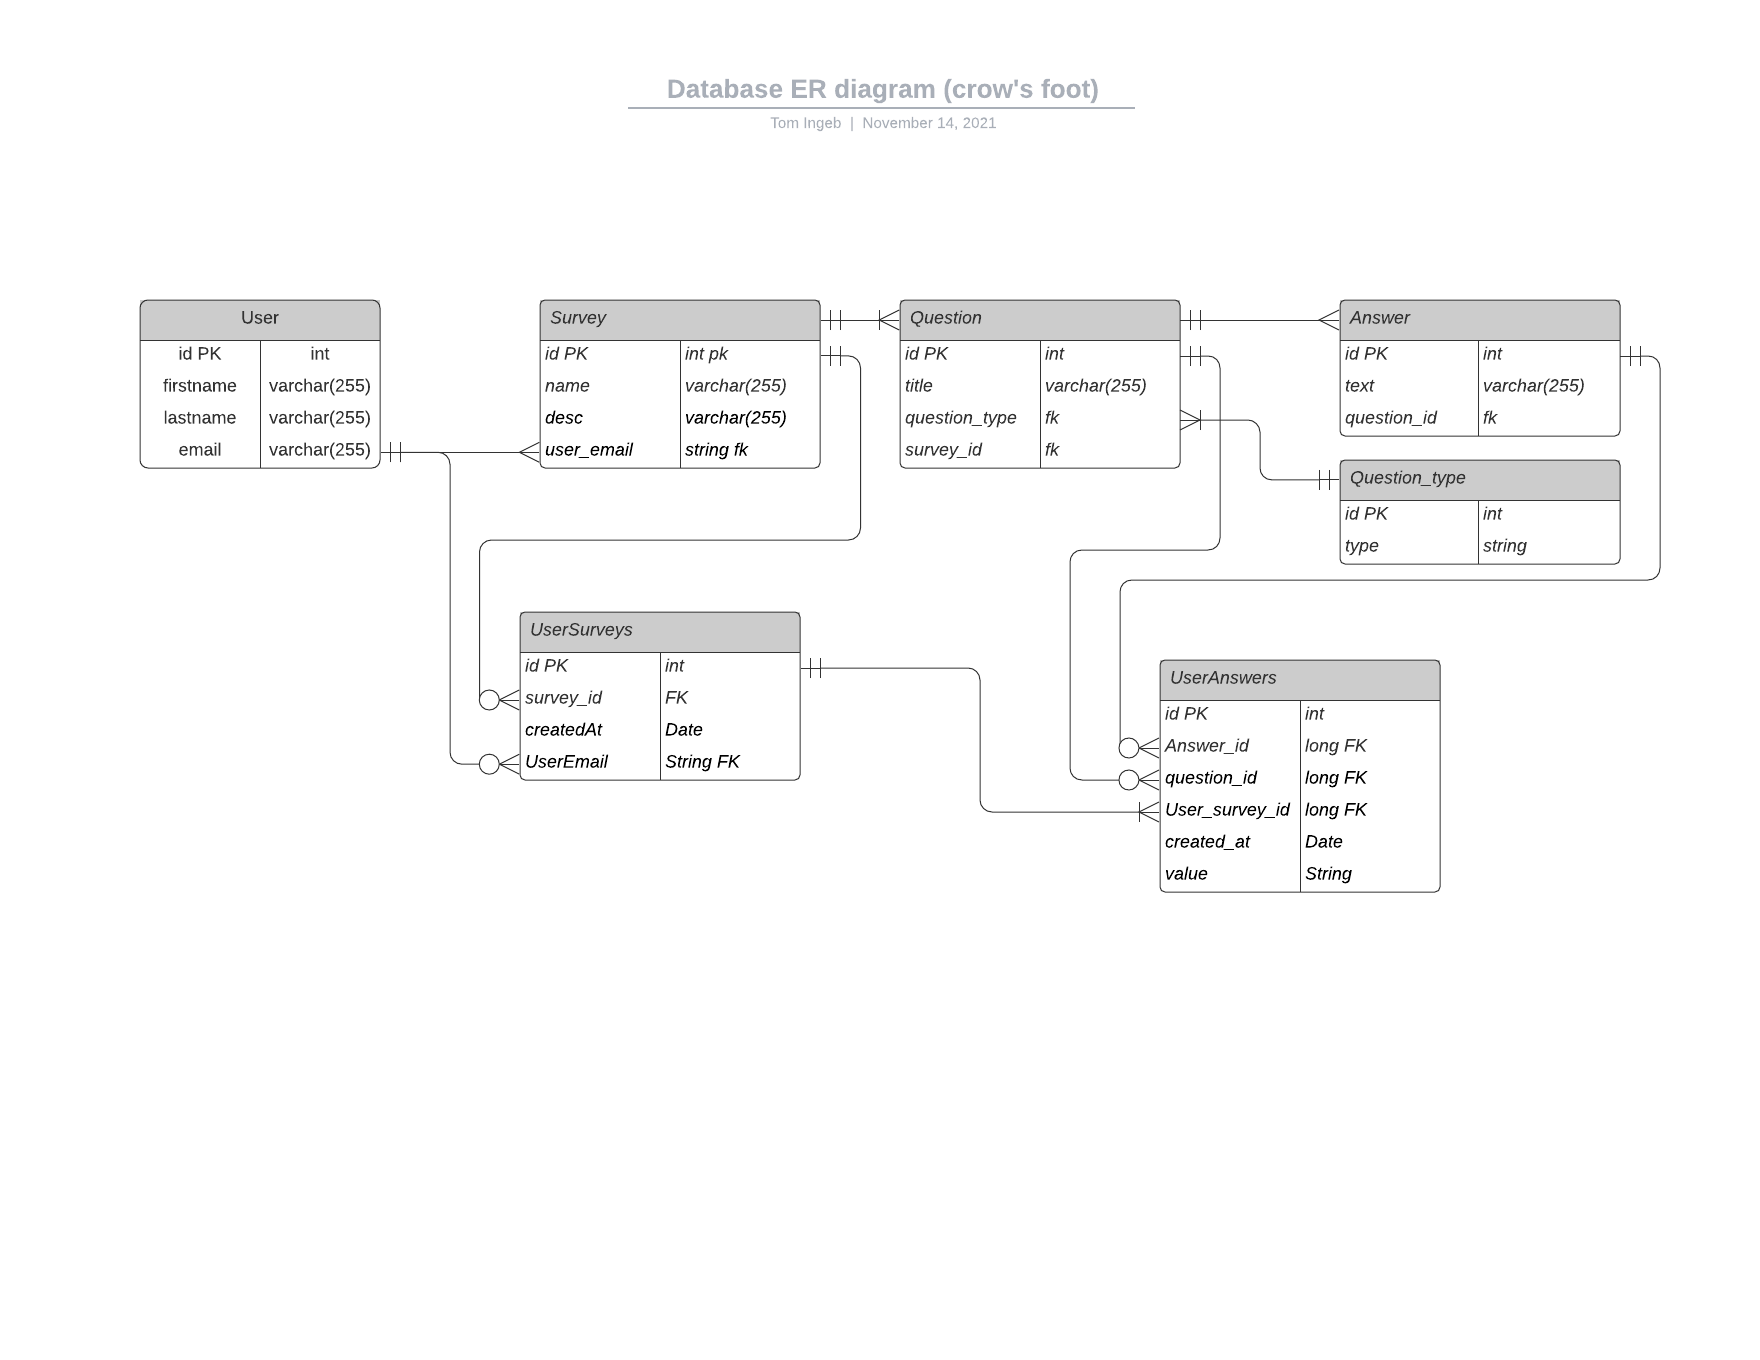 Database ER diagram (crow's foot)
Tom Ingeb | November 14, 2021
User
id PK int
firstname varchar(255)
lastname varchar(255)
email varchar(255)
Survey
id PK int pk
name varchar(255)
desc varchar(255)
user_email string fk
Question
id PK int
title varchar(255)
question_type fk
survey_id fk
Answer
id PK int
text varchar(255)
question_id fk
Question_type
id PK int
type string
UserSurveys
id PK int
survey_id FK
createdAt Date
UserEmail String FK
UserAnswers
id PK int
Answer_id long FK
question_id long FK
User_survey_id long FK
created_at Date
value String